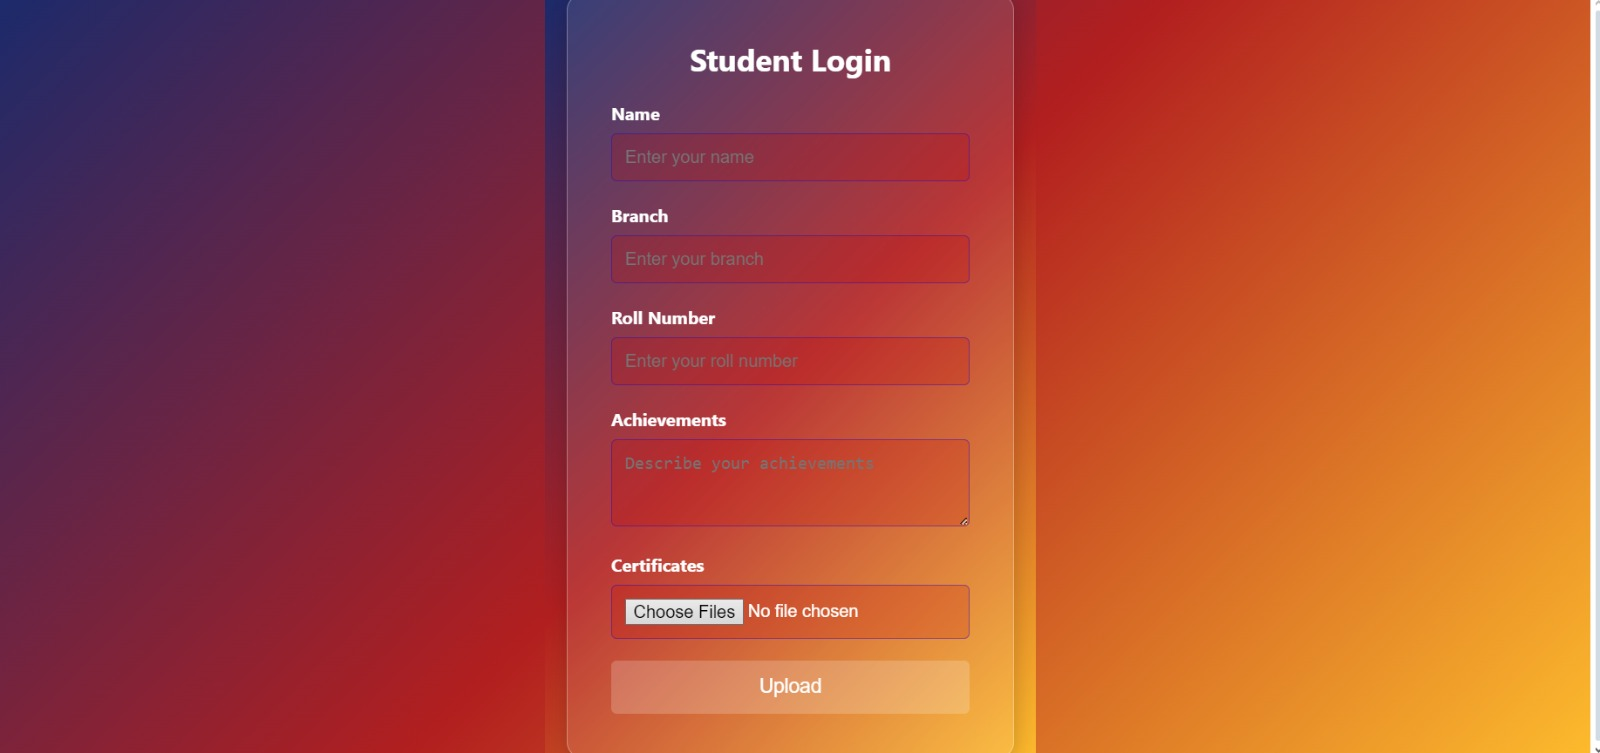 Student Login
Name
Enter your name
Branch
Enter your branch
Roll Number
Enter your roll number
Achievements
Describe your achievements
Certificates
Choose Files No file chosen
Upload